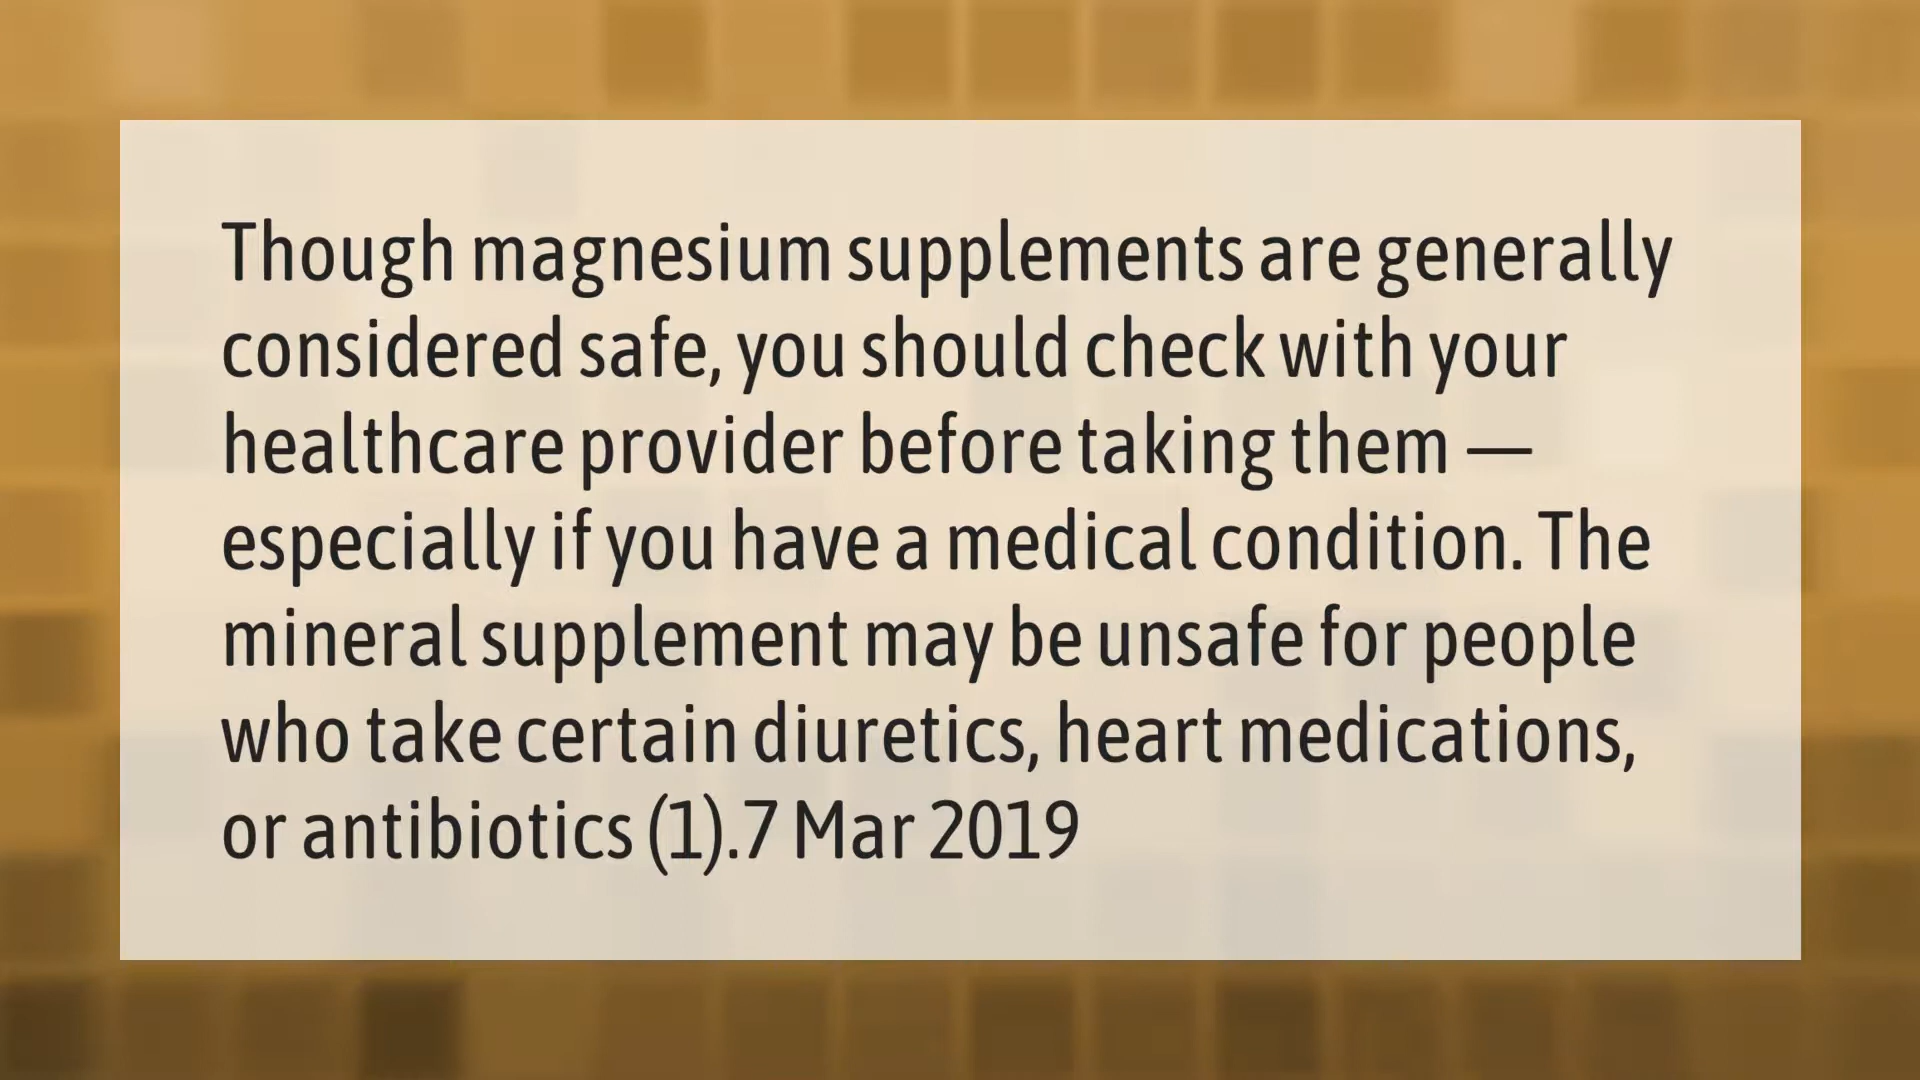 Though magnesium supplements are generally
considered safe, you should check with your
healthcare provider before taking them —
especially if you have a medical condition. The
mineral supplement may be unsafe for people
who take certain diuretics, heart medications,
or antibiotics (1).7 Mar 2019